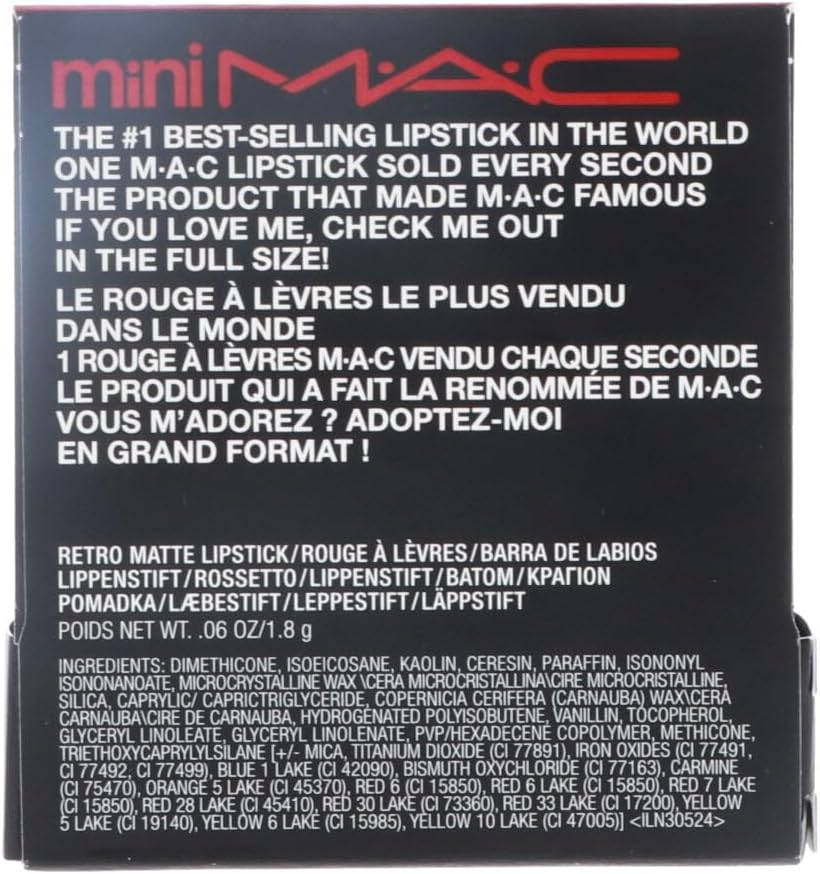 mini M·A·C
THE #1 BEST-SELLING LIPSTICK IN THE WORLD
ONE M·A·C LIPSTICK SOLD EVERY SECOND
THE PRODUCT THAT MADE M·A·C FAMOUS
IF YOU LOVE ME, CHECK ME OUT
IN THE FULL SIZE!
LE ROUGE À LÈVRES LE PLUS VENDU
DANS LE MONDE
1 ROUGE À LÈVRES M·A·C VENDU CHAQUE SECONDE
LE PRODUIT QUI A FAIT LA RENOMMÉE DE M·A·C
VOUS M'ADOREZ ? ADOPTEZ-MOI
EN GRAND FORMAT !
RETRO MATTE LIPSTICK/ROUGE À LÈVRES/BARRA DE LABIOS
LIPPENSTIFT/ROSSETTO/LIPPENSTIFT/BATOM/ΚΡΑΓΙΟΝ
POMADKA/LÆBESTIFT/LEPPESTIFT/LÄPPSTIFT
POIDS NET WT. .06 OZ/1.8 g
INGREDIENTS: DIMETHICONE, ISOEICOSANE, KAOLIN, CERESIN, PARAFFIN, ISONONYL
ISONONANOATE, MICROCRYSTALLINE WAX \CERA MICROCRISTALLINA\CIRE MICROCRISTALLINE,
SILICA, CAPRYLIC/ CAPRICTRIGLYCERIDE, COPERNICIA CERIFERA (CARNAUBA) WAX\CERA
CARNAUBA\CIRE DE CARNAUBA, HYDROGENATED POLYISOBUTENE, VANILLIN, TOCOPHEROL,
GLYCERYL LINOLEATE, GLYCERYL LINOLENATE, PVP/HEXADECENE COPOLYMER, METHICONE,
TRIETHOXYCAPRYLYLSILANE [+/- MICA, TITANIUM DIOXIDE (CI 77891), IRON OXIDES (CI 77491,
CI 77492, CI 77499), BLUE 1 LAKE (CI 42090), BISMUTH OXYCHLORIDE (CI 77163), CARMINE
(CI 75470), ORANGE 5 LAKE (CI 45370), RED 6 (CI 15850), RED 6 LAKE (CI 15850), RED 7 LAKE
(CI 15850), RED 28 LAKE (CI 45410), RED 30 LAKE (CI 73360), RED 33 LAKE (CI 17200), YELLOW
5 LAKE (CI 19140), YELLOW 6 LAKE (CI 15985), YELLOW 10 LAKE (CI 47005)] <ILN30524>